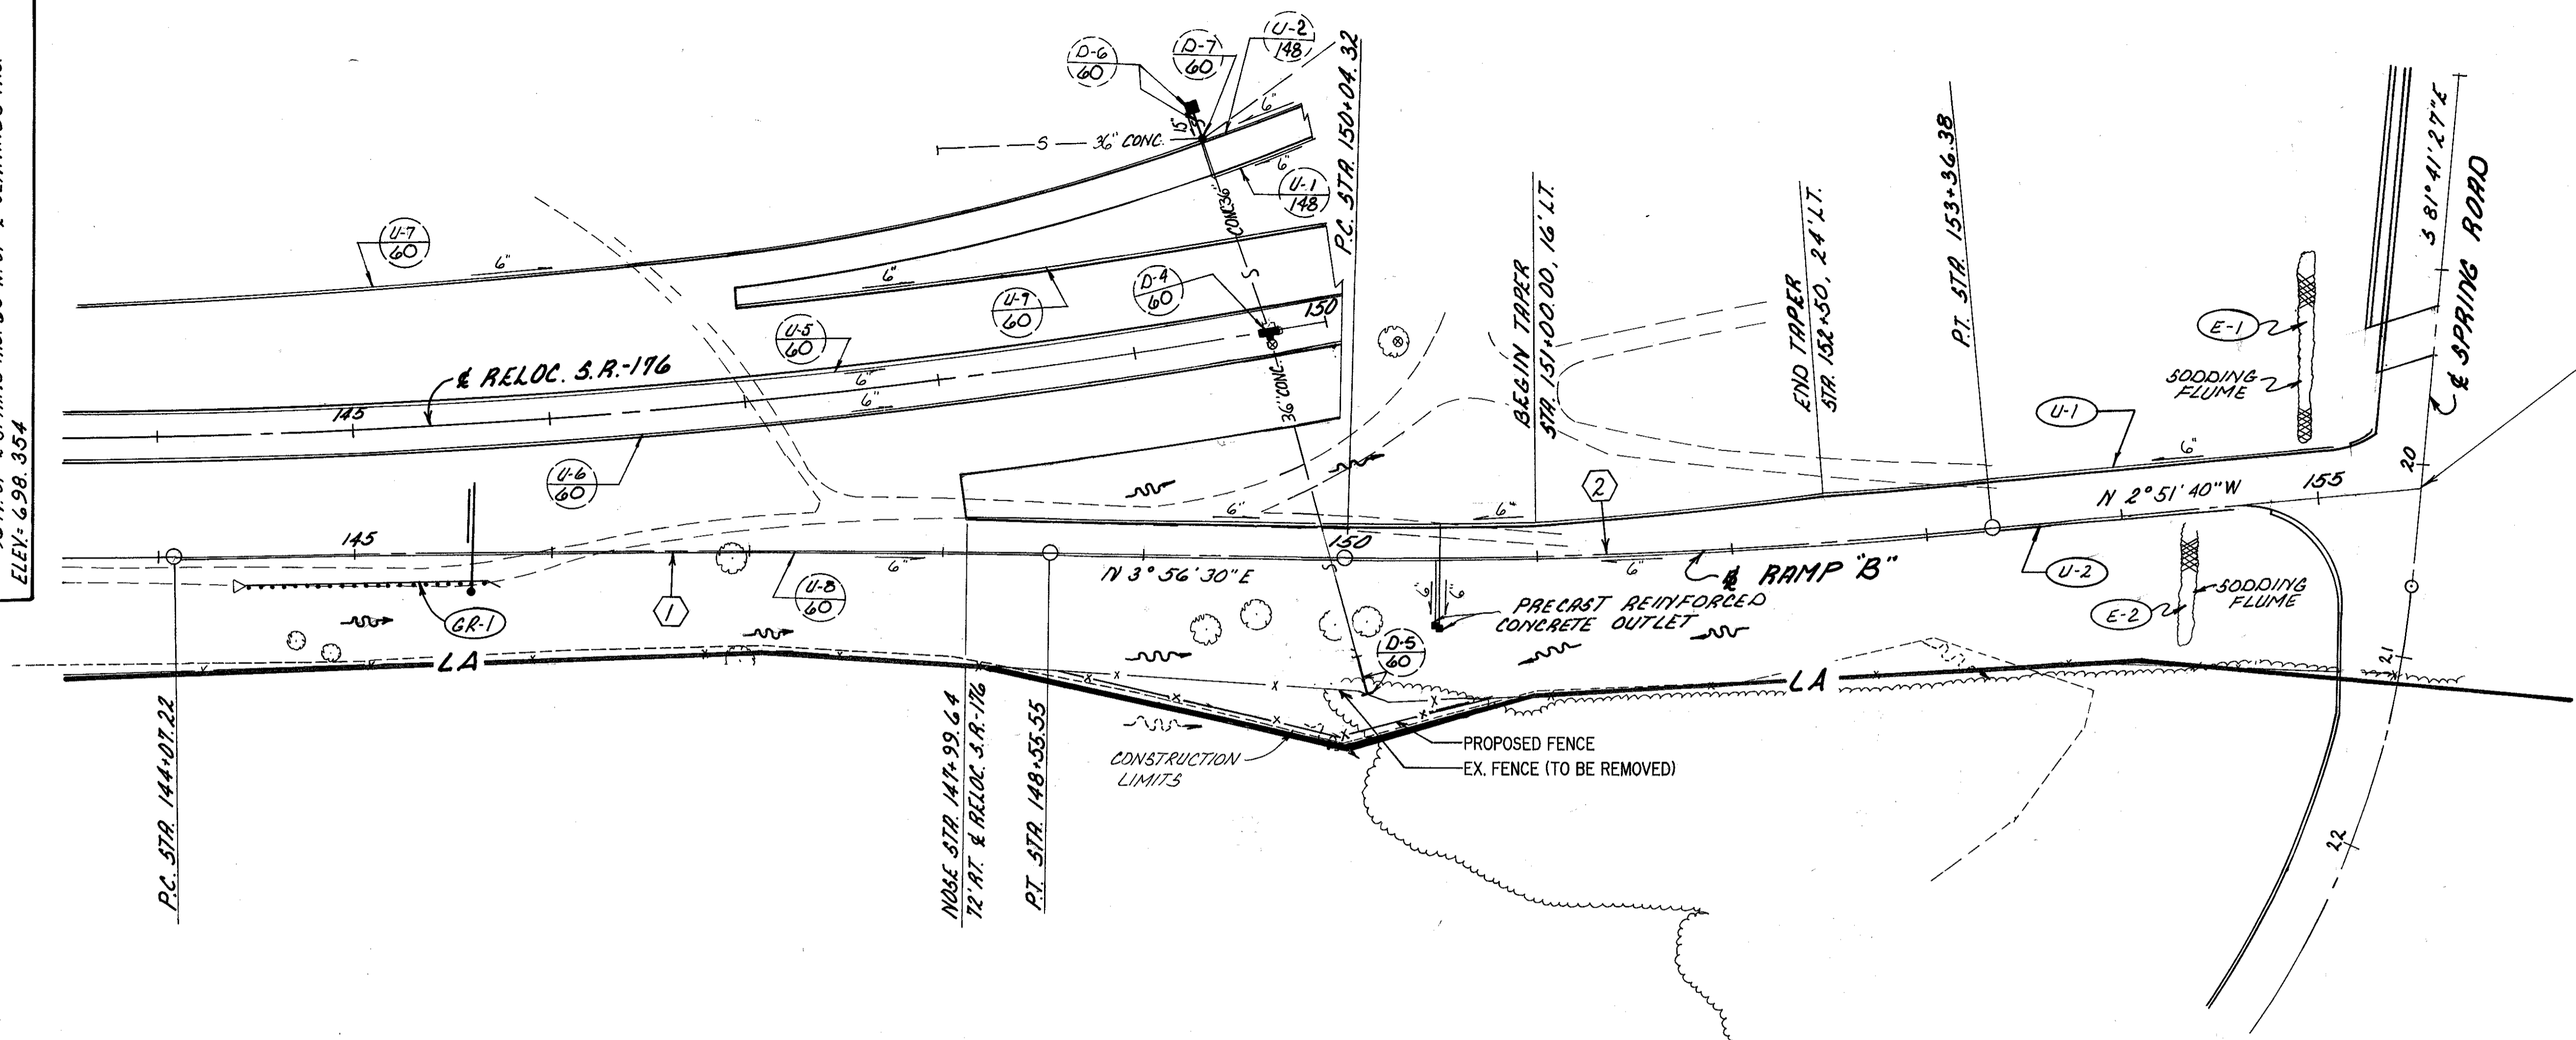 ELEV.= 698.354
D-6
60
D-7
60
U-2
148
6"
15"
S
S
36" CONC.
6"
U-1
148
P.C. STA. 150+04.32
U-7
60
6"
CONC. 36"
S
6"
U-9
60
D-4
60
150
U-5
60
℄ RELOC. S.R.-176
6"
6"
145
36" CONC.
U-6
60
BEGIN TAPER
STA. 151+00.00, 16' LT.
END TAPER
STA. 152+50, 24' LT.
P.T. STA. 153+36.38
E-1
SODDING
FLUME
S 81° 41' 27" E
℄ SPRING ROAD
U-1
6"
20
155
N 2° 51' 40" W
2
6"
6"
145
150
S
6"
1
U-8
60
N 3° 56' 30" E
6"
℄ RAMP "B"
U-2
6"
6"
PRECAST REINFORCED
CONCRETE OUTLET
E-2
SODDING
FLUME
GR-1
D-5
60
LA
LA
21
22
P.C. STA. 144+07.22
NOSE STA. 147+99.64
72' RT. ℄ RELOC. S.R.-176
P.T. STA. 148+55.55
CONSTRUCTION
LIMITS
PROPOSED FENCE
EX. FENCE (TO BE REMOVED)